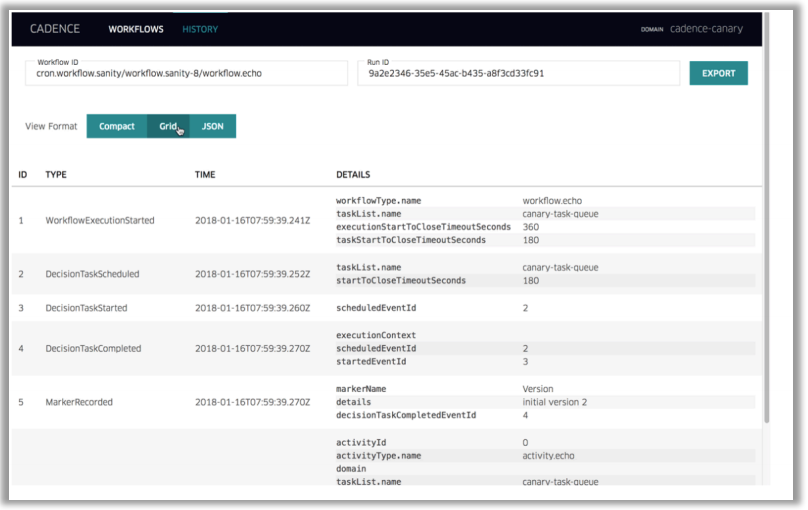 CADENCE WORKFLOWS HISTORY DOMAIN cadence-canary
Workflow ID
cron.workflow.sanity/workflow.sanity-8/workflow.echo
Run ID
9a2e2346-35e5-45ac-b435-a8f3cd33fc91
EXPORT
View Format Compact Grid JSON
ID TYPE TIME DETAILS
1 WorkflowExecutionStarted 2018-01-16T07:59:39.241Z
workflowType.name workflow.echo
taskList.name canary-task-queue
executionStartToCloseTimeoutSeconds 360
taskStartToCloseTimeoutSeconds 180
2 DecisionTaskScheduled 2018-01-16T07:59:39.252Z
taskList.name canary-task-queue
startToCloseTimeoutSeconds 180
3 DecisionTaskStarted 2018-01-16T07:59:39.260Z scheduledEventId 2
4 DecisionTaskCompleted 2018-01-16T07:59:39.270Z
executionContext
scheduledEventId 2
startedEventId 3
5 MarkerRecorded 2018-01-16T07:59:39.270Z
markerName Version
details initial version 2
decisionTaskCompletedEventId 4
activityId 0
activityType.name activity.echo
domain
taskList.name canary-task-queue